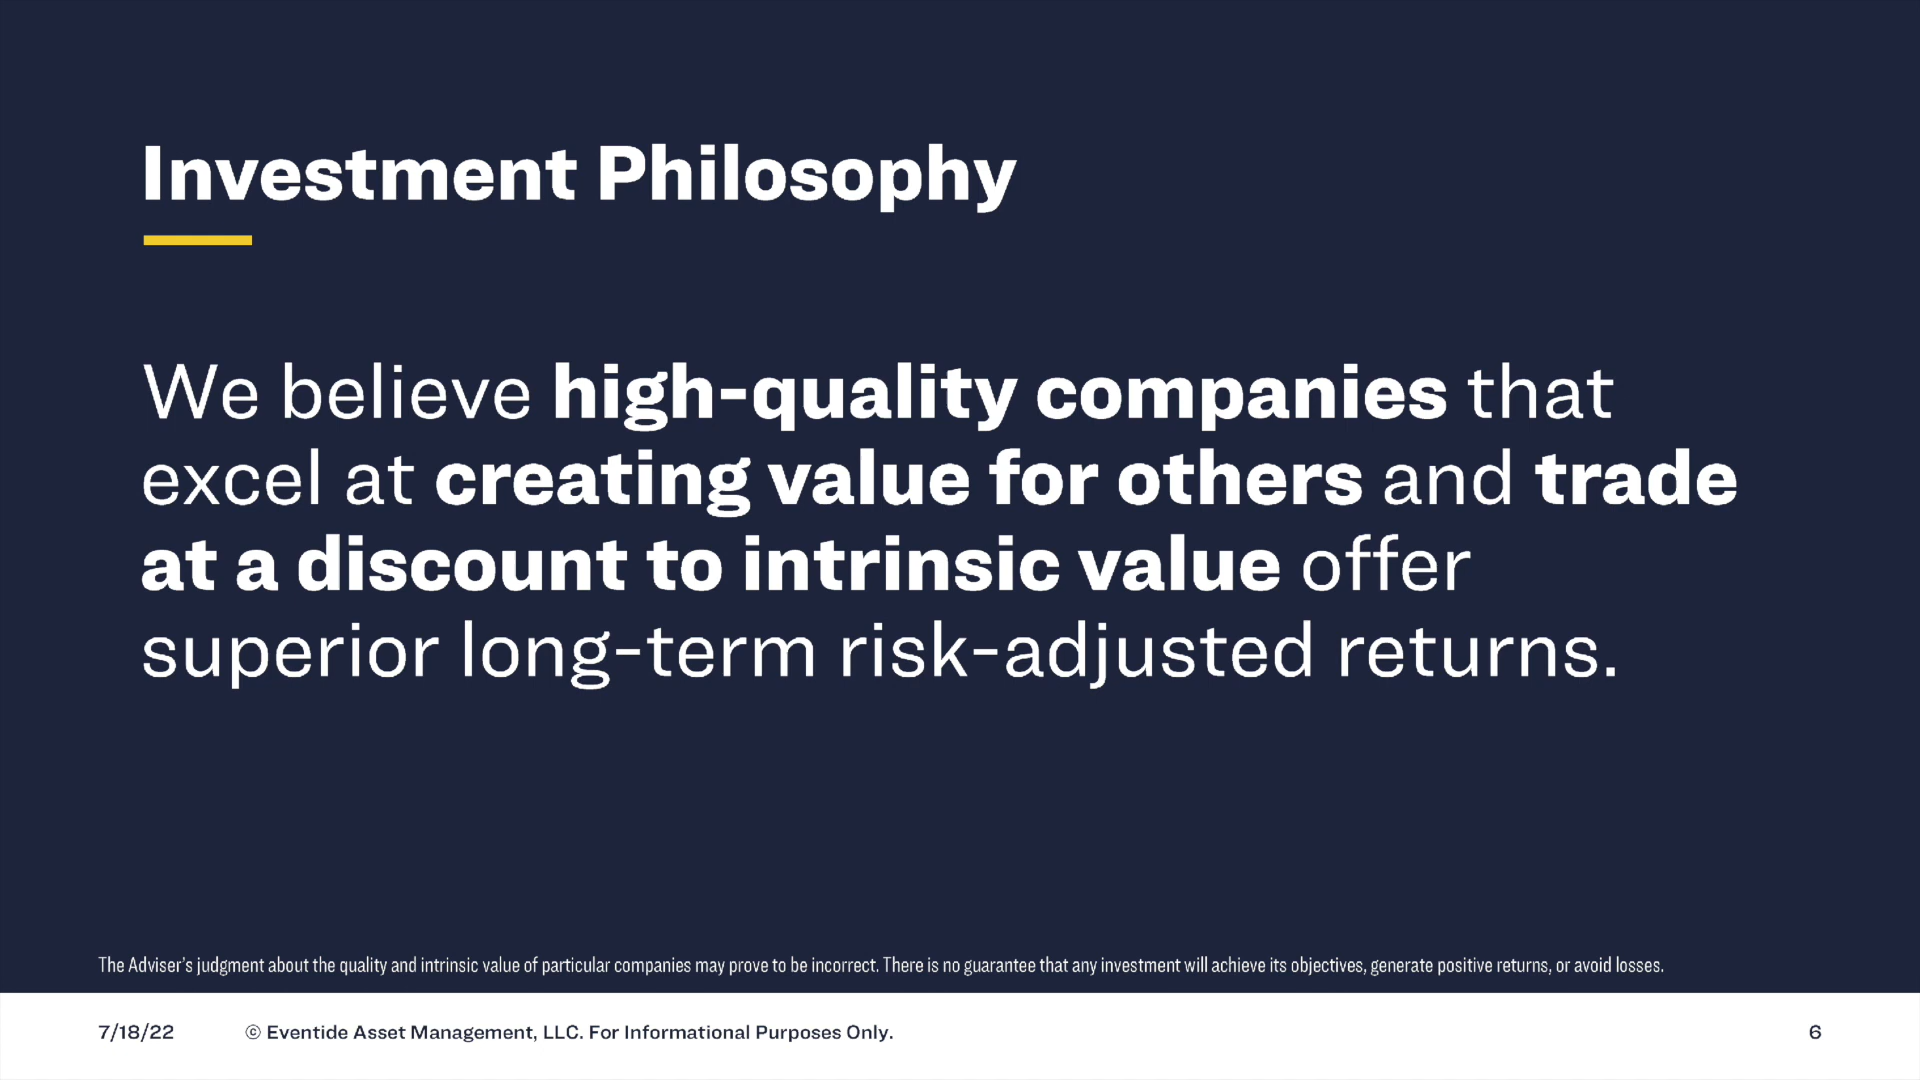 Investment Philosophy
We believe high-quality companies that
excel at creating value for others and trade
at a discount to intrinsic value offer
superior long-term risk-adjusted returns.
The Adviser's judgment about the quality and intrinsic value of particular companies may prove to be incorrect. There is no guarantee that any investment will achieve its objectives, generate positive returns, or avoid losses.
7/18/22 © Eventide Asset Management, LLC. For Informational Purposes Only. 6